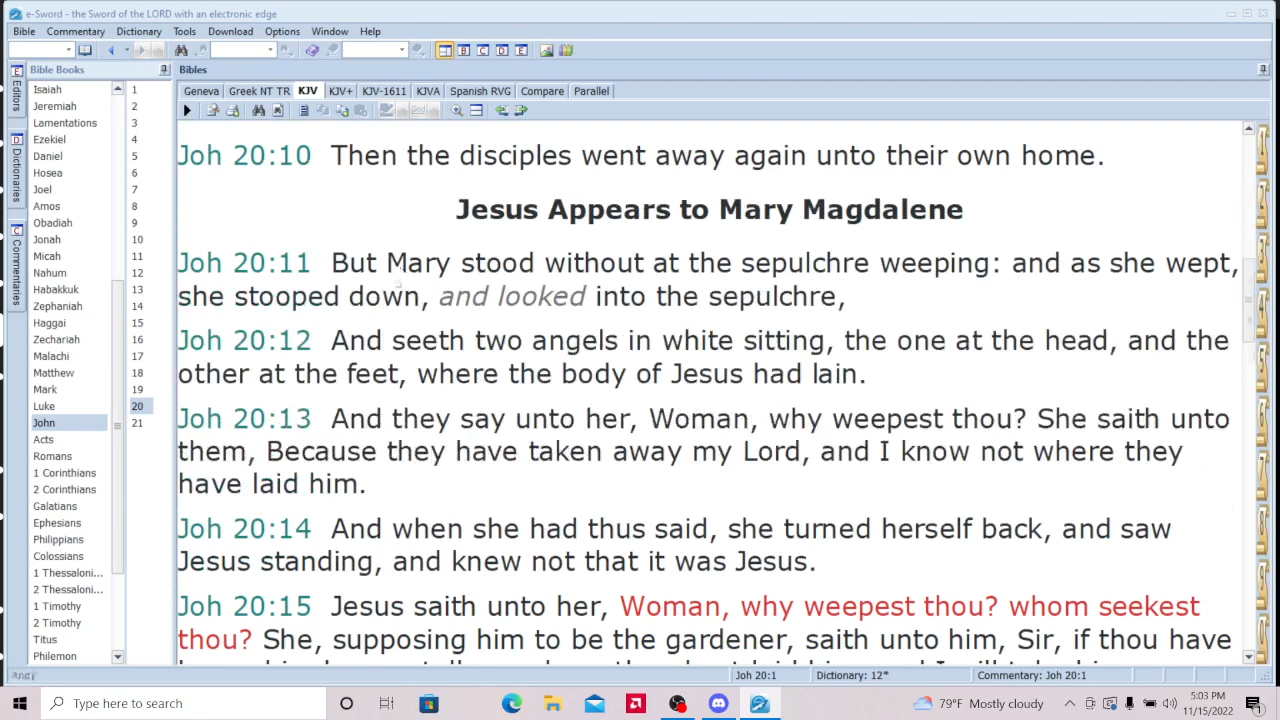 e-Sword - the Sword of the LORD with an electronic edge
Bible Commentary Dictionary Tools Download Options Window Help
Bible Books
Bibles
Editors
Dictionaries
Commentaries
Isaiah
Jeremiah
Lamentations
Ezekiel
Daniel
Hosea
Joel
Amos
Obadiah
Jonah
Micah
Nahum
Habakkuk
Zephaniah
Haggai
Zechariah
Malachi
Matthew
Mark
Luke
John
Acts
Romans
1 Corinthians
2 Corinthians
Galatians
Ephesians
Philippians
Colossians
1 Thessaloni...
2 Thessaloni...
1 Timothy
2 Timothy
Titus
Philemon
1
2
3
4
5
6
7
8
9
10
11
12
13
14
15
16
17
18
19
20
21
Geneva Greek NT TR KJV KJV+ KJV-1611 KJVA Spanish RVG Compare Parallel
Joh 20:10 Then the disciples went away again unto their own home.
Jesus Appears to Mary Magdalene
Joh 20:11 But Mary stood without at the sepulchre weeping: and as she wept,
she stooped down, and looked into the sepulchre,
Joh 20:12 And seeth two angels in white sitting, the one at the head, and the
other at the feet, where the body of Jesus had lain.
Joh 20:13 And they say unto her, Woman, why weepest thou? She saith unto
them, Because they have taken away my Lord, and I know not where they
have laid him.
Joh 20:14 And when she had thus said, she turned herself back, and saw
Jesus standing, and knew not that it was Jesus.
Joh 20:15 Jesus saith unto her, Woman, why weepest thou? whom seekest
thou? She, supposing him to be the gardener, saith unto him, Sir, if thou have
Joh 20:1 Dictionary: 12* Commentary: Joh 20:1
Type here to search
79°F Mostly cloudy
5:03 PM
11/15/2022